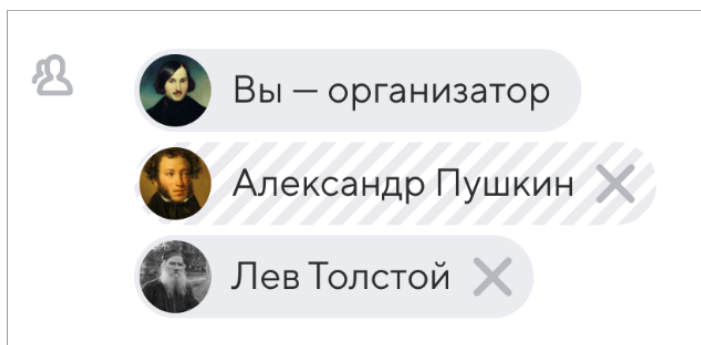 Вы — организатор
Александр Пушкин
Лев Толстой